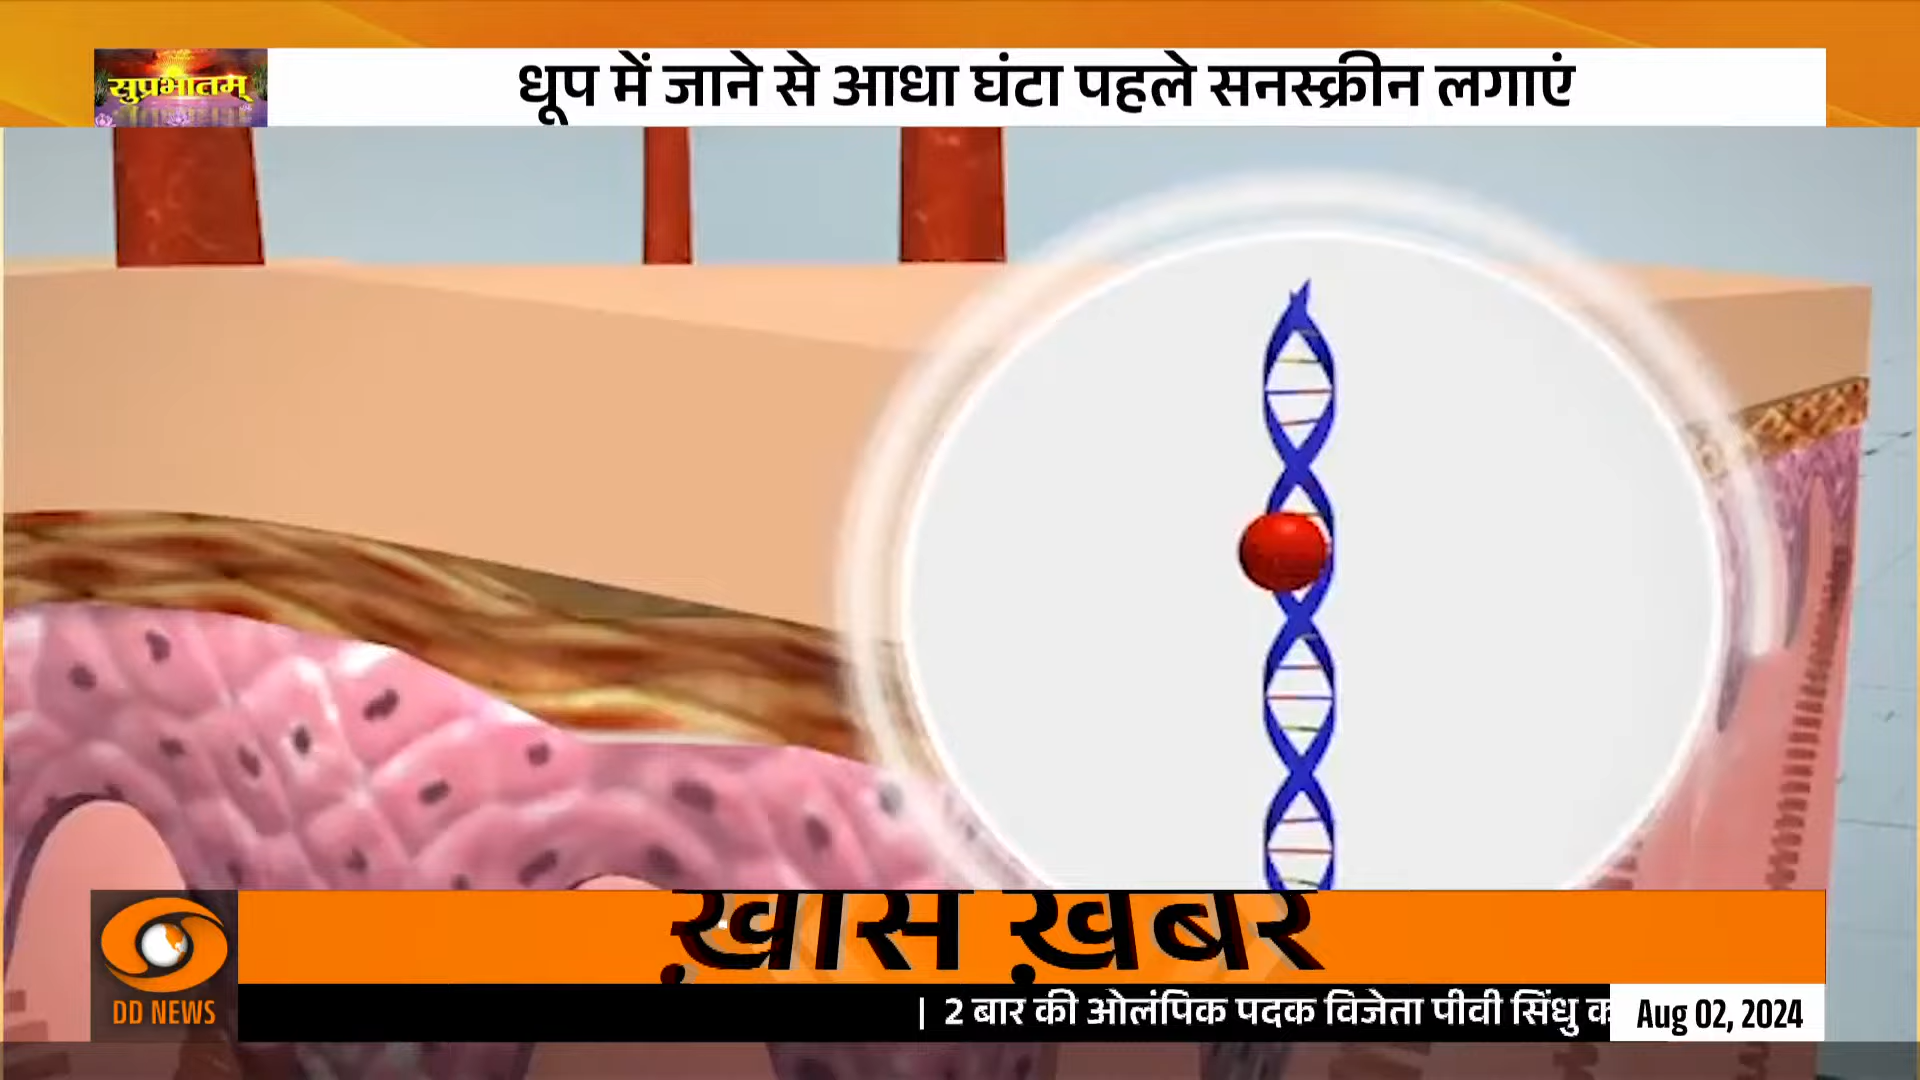 सुप्रभातम्
धूप में जाने से आधा घंटा पहले सनस्क्रीन लगाएं
ख़ास ख़बर
DD NEWS
| 2 बार की ओलंपिक पदक विजेता पीवी सिंधु
Aug 02, 2024